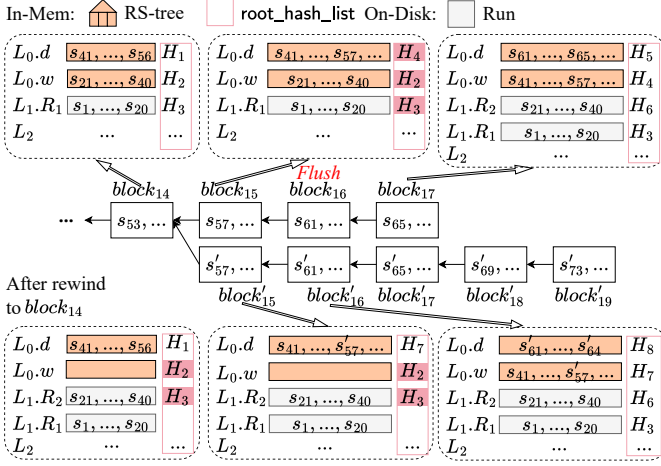 In-Mem: RS-tree root_hash_list On-Disk: Run
L₀.d s₄₁, ..., s₅₆ H₁
L₀.w s₂₁, ..., s₄₀ H₂
L₁.R₁ s₁, ..., s₂₀ H₃
L₂ ... ...
L₀.d s₄₁, ..., s₅₇, ... H₄
L₀.w s₂₁, ..., s₄₀ H₂
L₁.R₁ s₁, ..., s₂₀ H₃
L₂ ... ...
L₀.d s₆₁, ..., s₆₅, ... H₅
L₀.w s₄₁, ..., s₅₇, ... H₄
L₁.R₂ s₂₁, ..., s₄₀ H₆
L₁.R₁ s₁, ..., s₂₀ H₃
L₂ ... ...
Flush
block₁₄ block₁₅ block₁₆ block₁₇
... s₅₃, ... s₅₇, ... s₆₁, ... s₆₅, ...
s′₅₇, ... s′₆₁, ... s′₆₅, ... s′₆₉, ... s′₇₃, ...
block′₁₅ block′₁₆ block′₁₇ block′₁₈ block′₁₉
After rewind
to block₁₄
L₀.d s₄₁, ..., s₅₆ H₁
L₀.w H₂
L₁.R₂ s₂₁, ..., s₄₀ H₃
L₁.R₁ s₁, ..., s₂₀
L₂ ... ...
L₀.d s₄₁, ..., s′₅₇, ... H₇
L₀.w H₂
L₁.R₂ s₂₁, ..., s₄₀ H₃
L₁.R₁ s₁, ..., s₂₀
L₂ ... ...
L₀.d s′₆₁, ..., s′₆₄ H₈
L₀.w s₄₁, ..., s′₅₇, ... H₇
L₁.R₂ s₂₁, ..., s₄₀ H₆
L₁.R₁ s₁, ..., s₂₀ H₃
L₂ ... ...